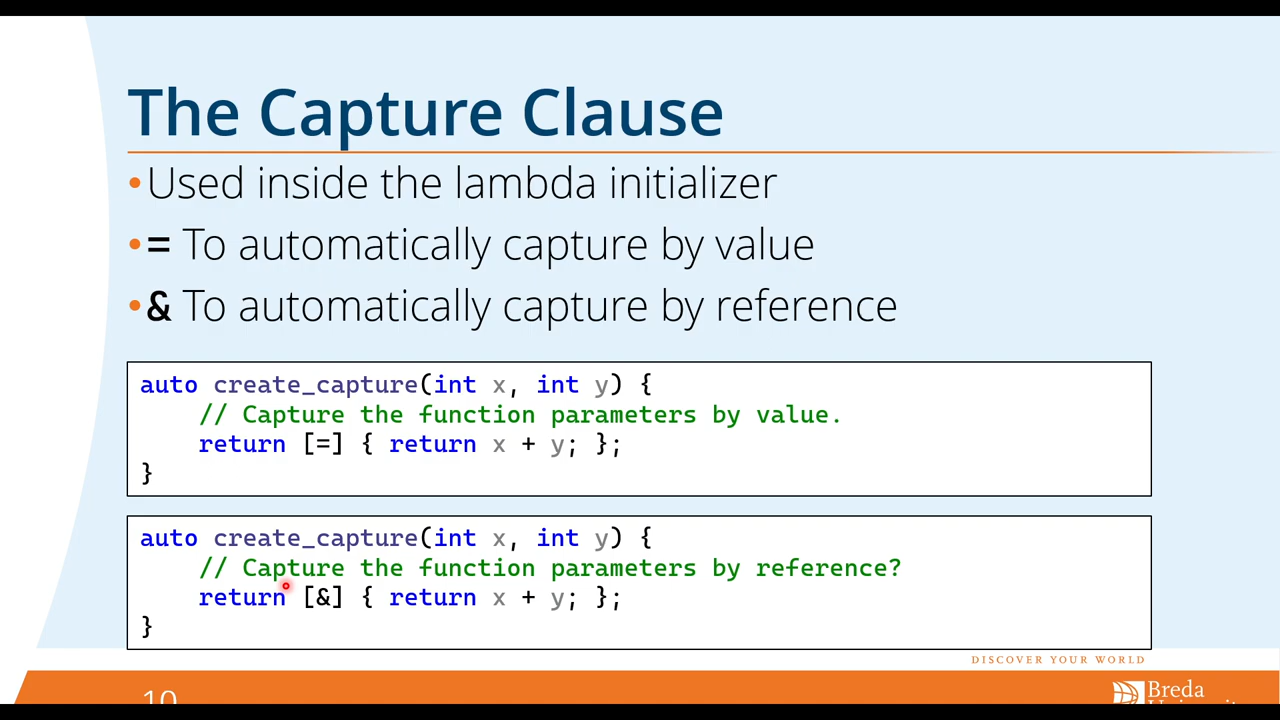 The Capture Clause
•Used inside the lambda initializer
•= To automatically capture by value
•& To automatically capture by reference
auto create_capture(int x, int y) {
    // Capture the function parameters by value.
    return [=] { return x + y; };
}
auto create_capture(int x, int y) {
    // Capture the function parameters by reference?
    return [&] { return x + y; };
}
DISCOVER YOUR WORLD
10
Breda